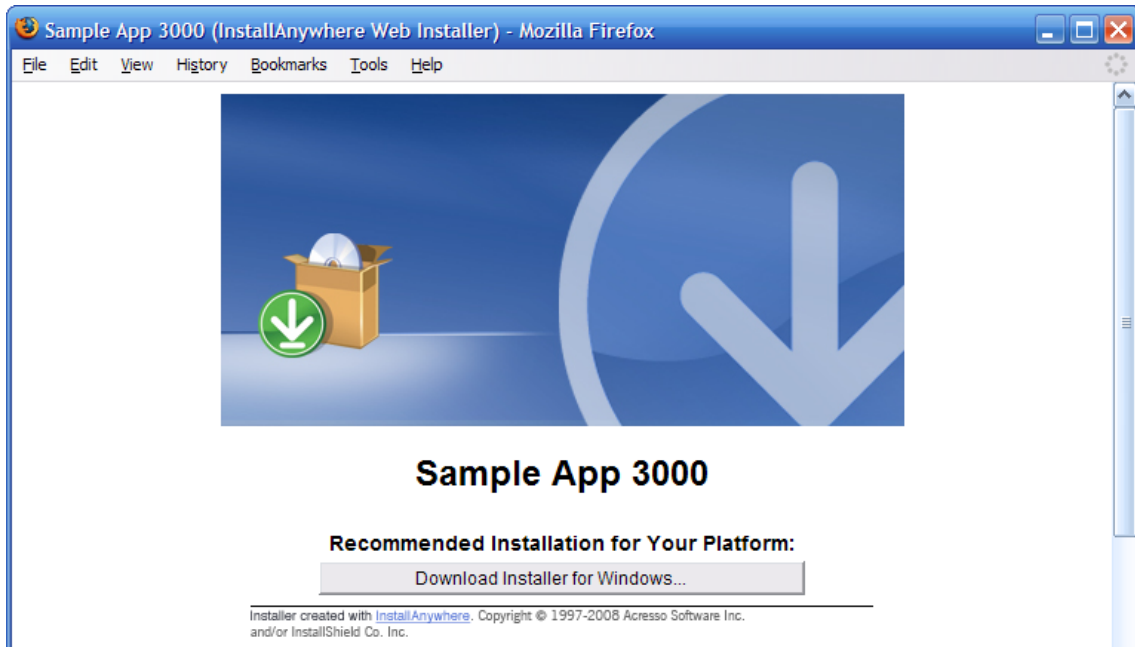 Sample App 3000 (InstallAnywhere Web Installer) - Mozilla Firefox
File Edit View History Bookmarks Tools Help
Sample App 3000
Recommended Installation for Your Platform:
Download Installer for Windows...
Installer created with InstallAnywhere. Copyright © 1997-2008 Acresso Software Inc.
and/or InstallShield Co. Inc.